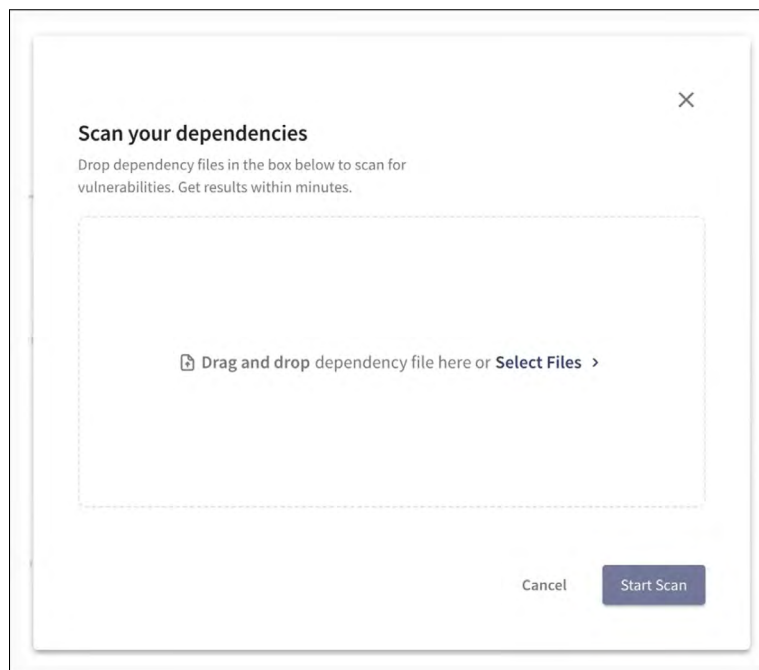 Scan your dependencies
Drop dependency files in the box below to scan for
vulnerabilities. Get results within minutes.
Drag and drop dependency file here or Select Files >
Cancel
Start Scan